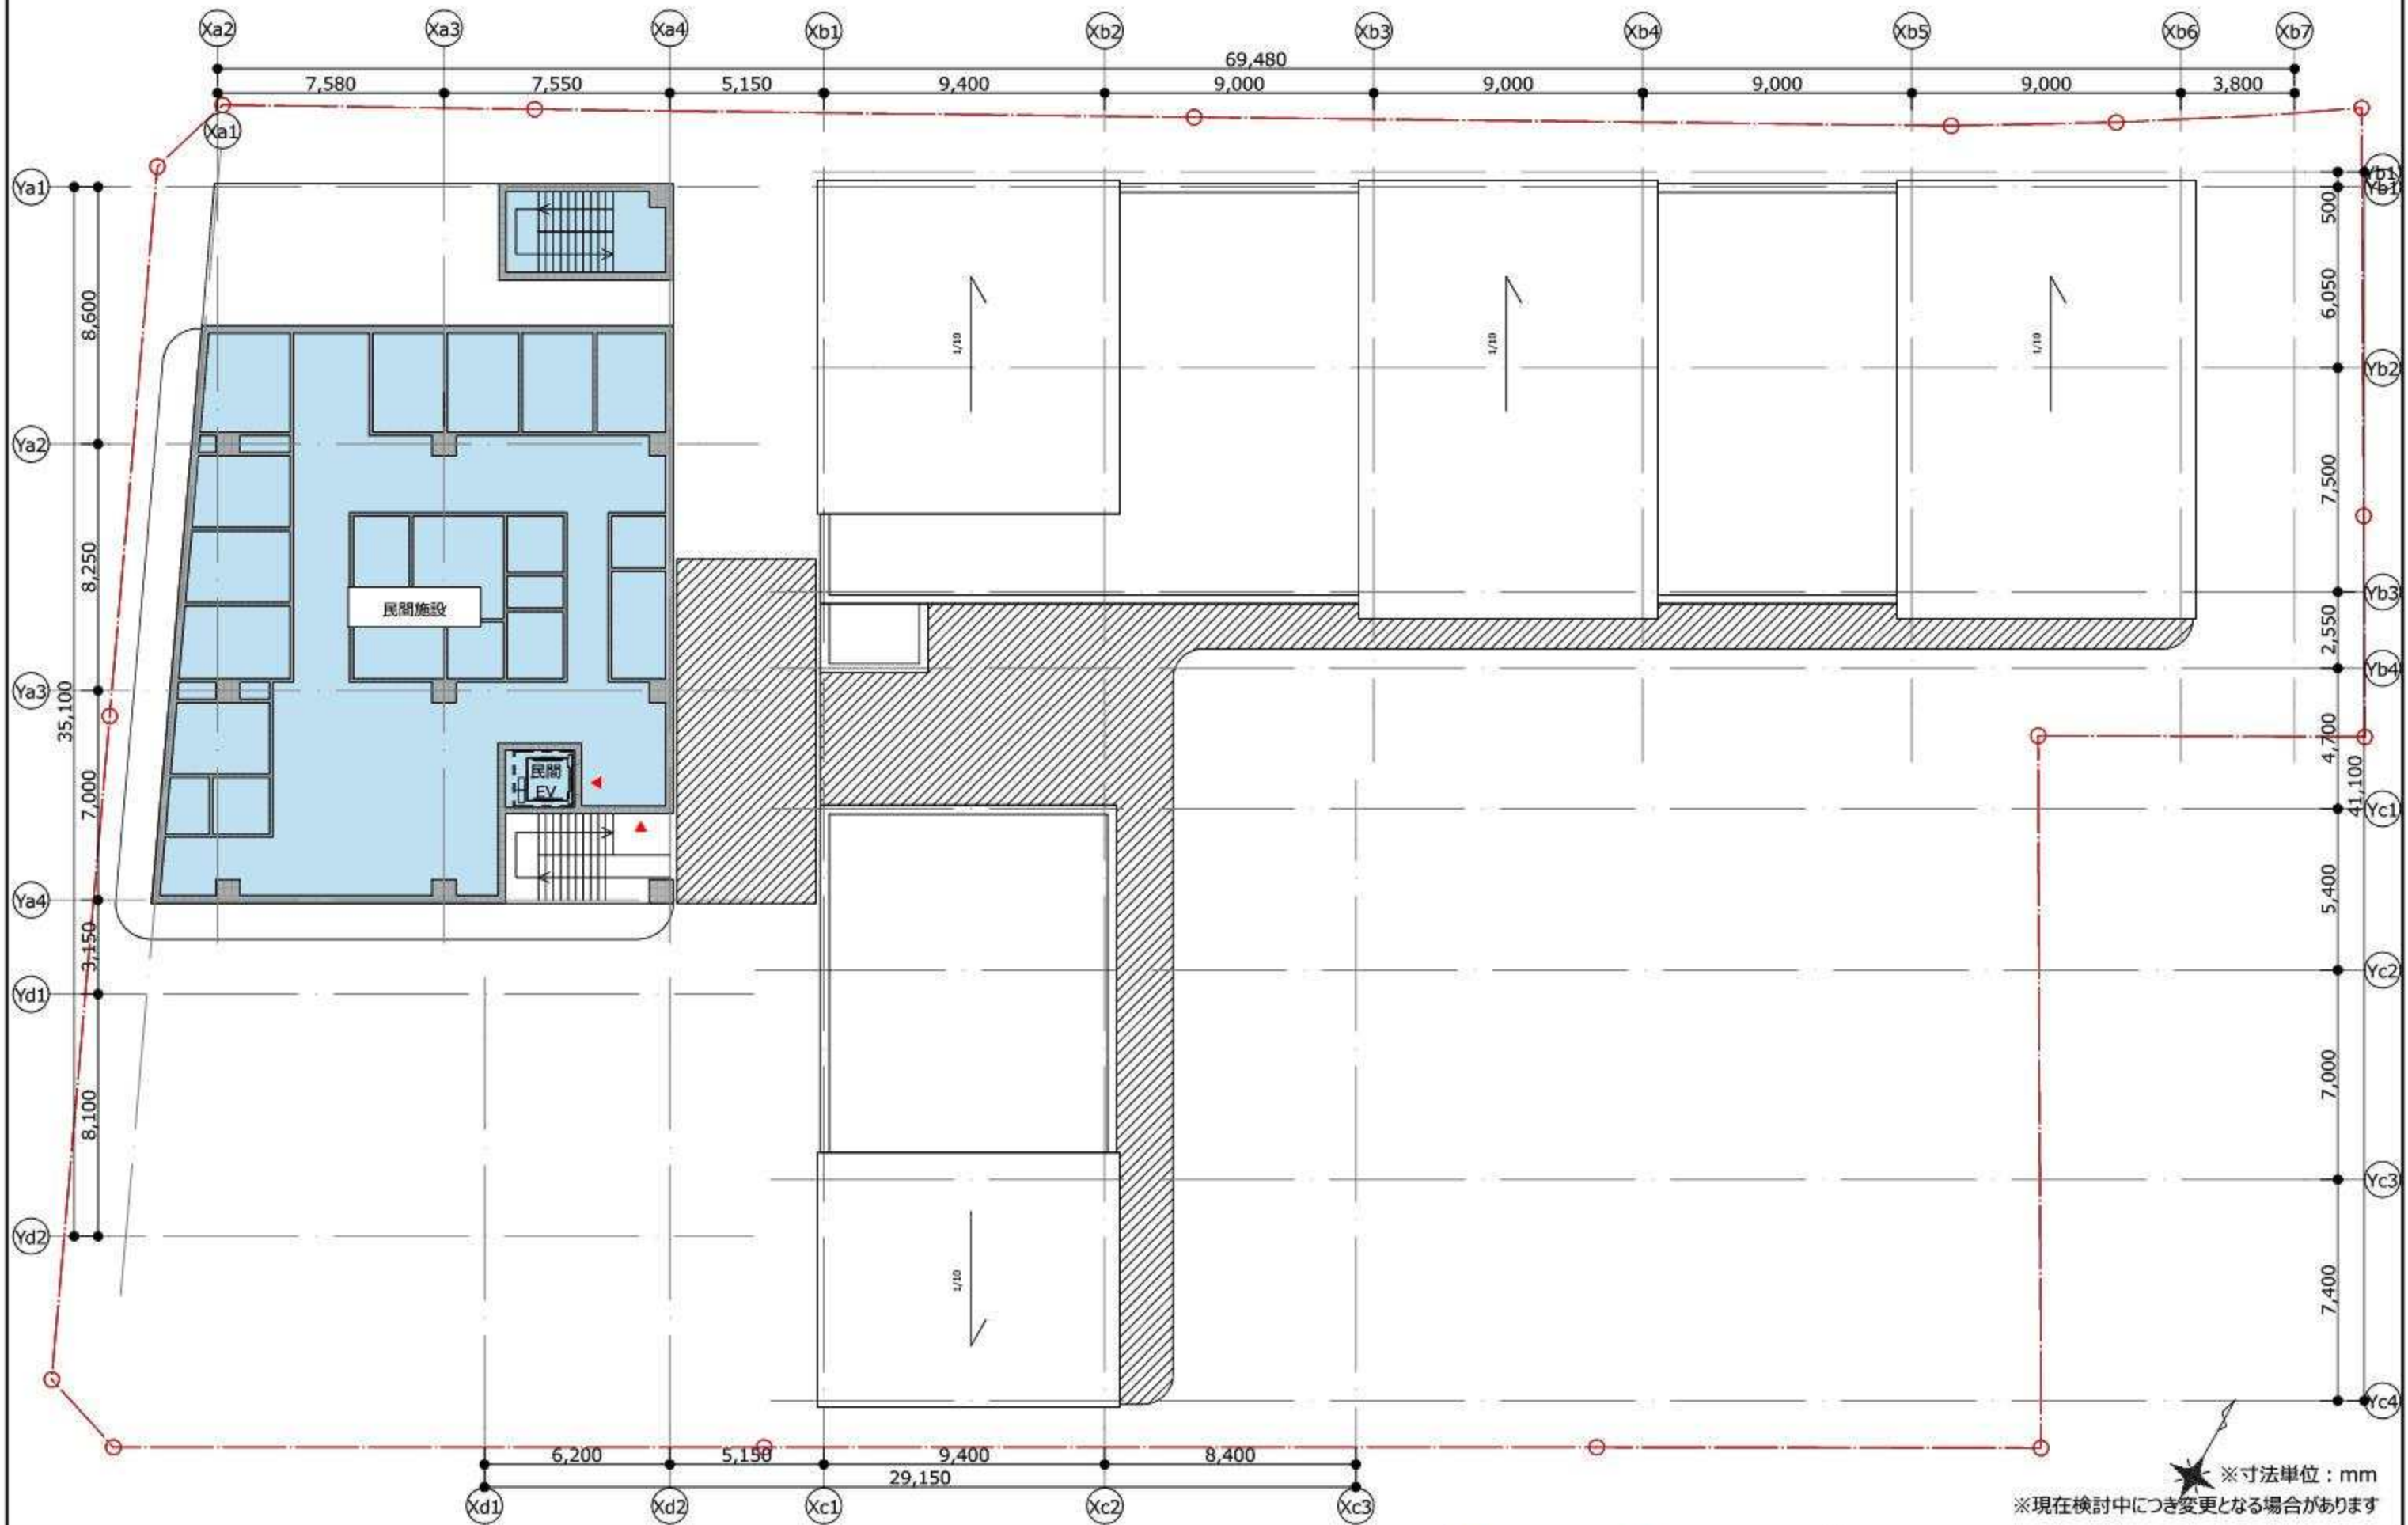 Xa2 Xa3 Xa4 Xb1 Xb2 Xb3 Xb4 Xb5 Xb6 Xb7
69,480
7,580 7,550 5,150 9,400 9,000 9,000 9,000 9,000 3,800
Xa1
Yb1
Ya1
Yb1
500
6,050
8,600
1/10 1/10 1/10
Yb2
Ya2
7,500
8,250
民間施設
Yb3
2,550
Yb4
Ya3
35,100
4,700
民間
EV
7,000
41,100
Yc1
5,400
Ya4
3,150
Yc2
Yd1
7,000
8,100
Yc3
Yd2
1/10
7,400
Yc4
6,200 5,150 9,400 8,400
29,150
Xd1 Xd2 Xc1 Xc2 Xc3
※寸法単位：mm
※現在検討中につき変更となる場合があります